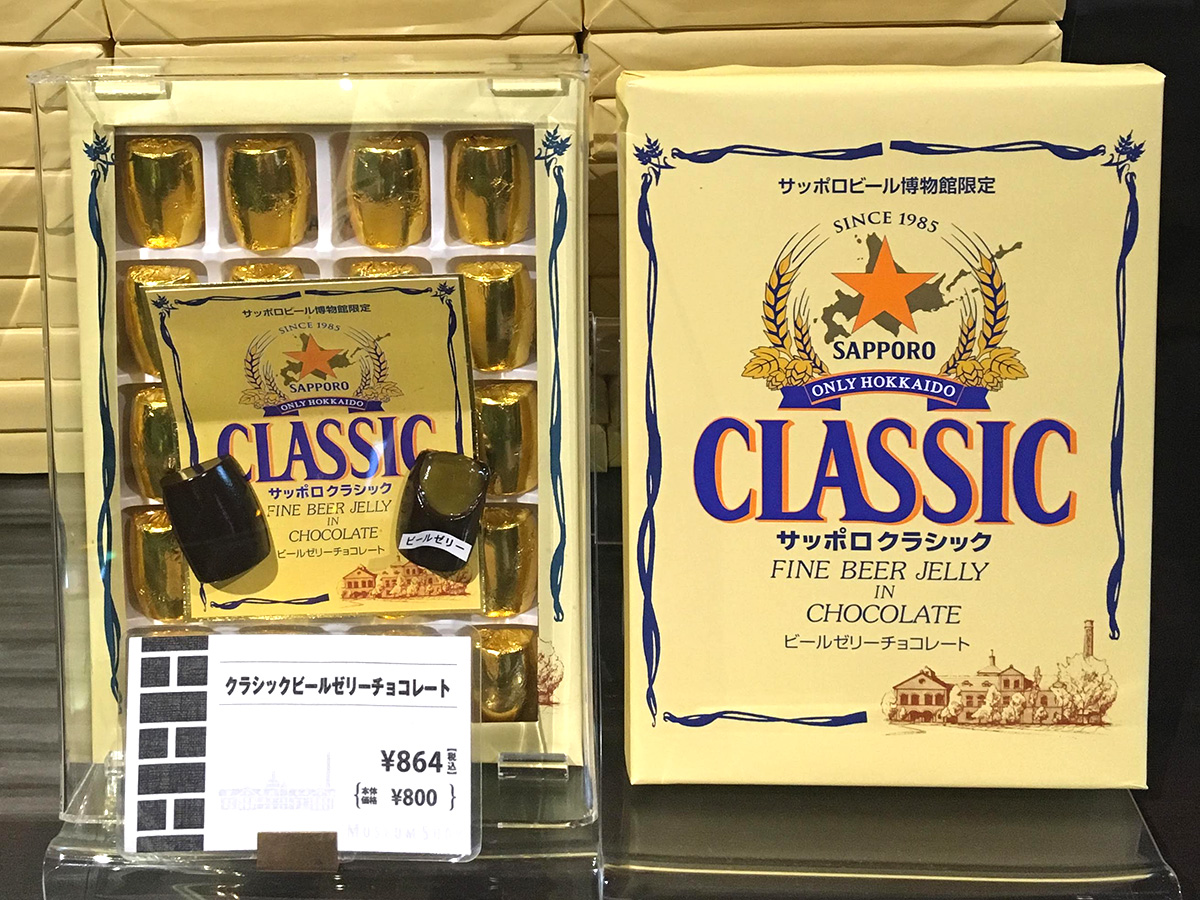 サッポロビール博物館限定
SINCE 1985
SAPPORO
ONLY HOKKAIDO
CLASSIC
サッポロクラシック
FINE BEER JELLY
IN
CHOCOLATE
ビールゼリーチョコレート
ビールゼリー
クラシックビールゼリーチョコレート
¥864【税込】
{本体価格 ¥800}
サッポロビール博物館限定
SINCE 1985
SAPPORO
ONLY HOKKAIDO
CLASSIC
サッポロクラシック
FINE BEER JELLY
IN
CHOCOLATE
ビールゼリーチョコレート